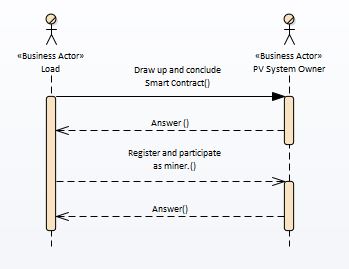 «Business Actor»
Load
«Business Actor»
PV System Owner
Draw up and conclude
Smart Contract()
Answer ()
Register and participate
as miner.()
Answer()